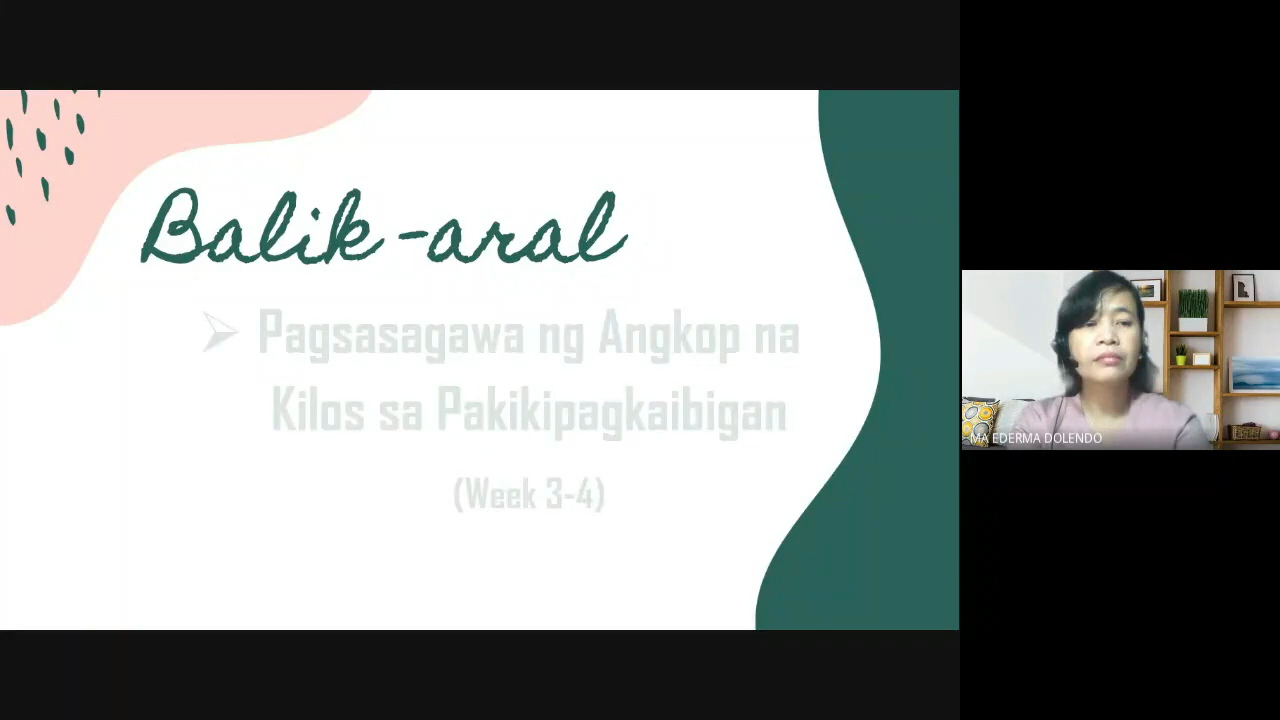 Balik-aral
➢ Pagsasagawa ng Angkop na
Kilos sa Pakikipagkaibigan
(Week 3-4)
MA EDERMA DOLENDO